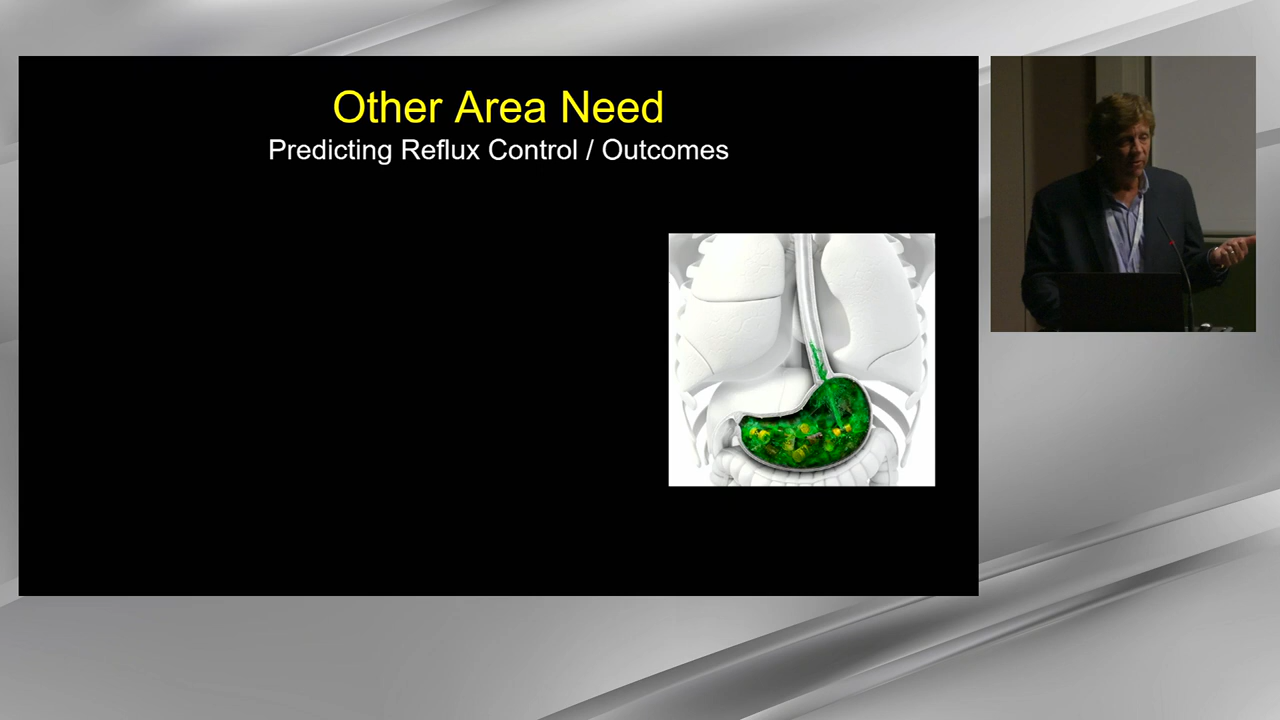 Other Area Need
Predicting Reflux Control / Outcomes